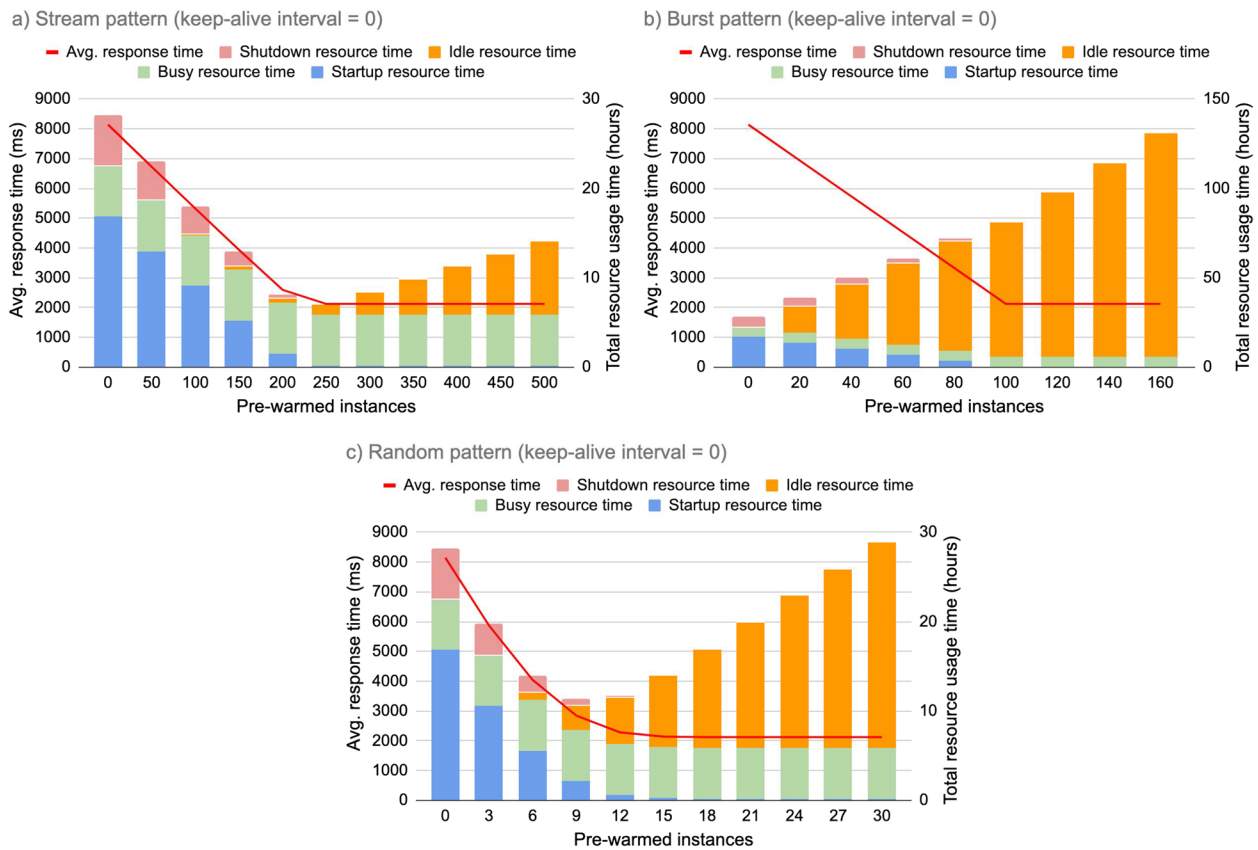 a) Stream pattern (keep-alive interval = 0)
Avg. response time Shutdown resource time Idle resource time
Busy resource time Startup resource time
9000
8000
7000
6000
5000
4000
3000
2000
1000
0
Avg. response time (ms)
30
20
10
0
Total resource usage time (hours)
0 50 100 150 200 250 300 350 400 450 500
Pre-warmed instances
b) Burst pattern (keep-alive interval = 0)
Avg. response time Shutdown resource time Idle resource time
Busy resource time Startup resource time
9000
8000
7000
6000
5000
4000
3000
2000
1000
0
Avg. response time (ms)
150
100
50
0
Total resource usage time (hours)
0 20 40 60 80 100 120 140 160
Pre-warmed instances
c) Random pattern (keep-alive interval = 0)
Avg. response time Shutdown resource time Idle resource time
Busy resource time Startup resource time
9000
8000
7000
6000
5000
4000
3000
2000
1000
0
Avg. response time (ms)
30
20
10
0
Total resource usage time (hours)
0 3 6 9 12 15 18 21 24 27 30
Pre-warmed instances